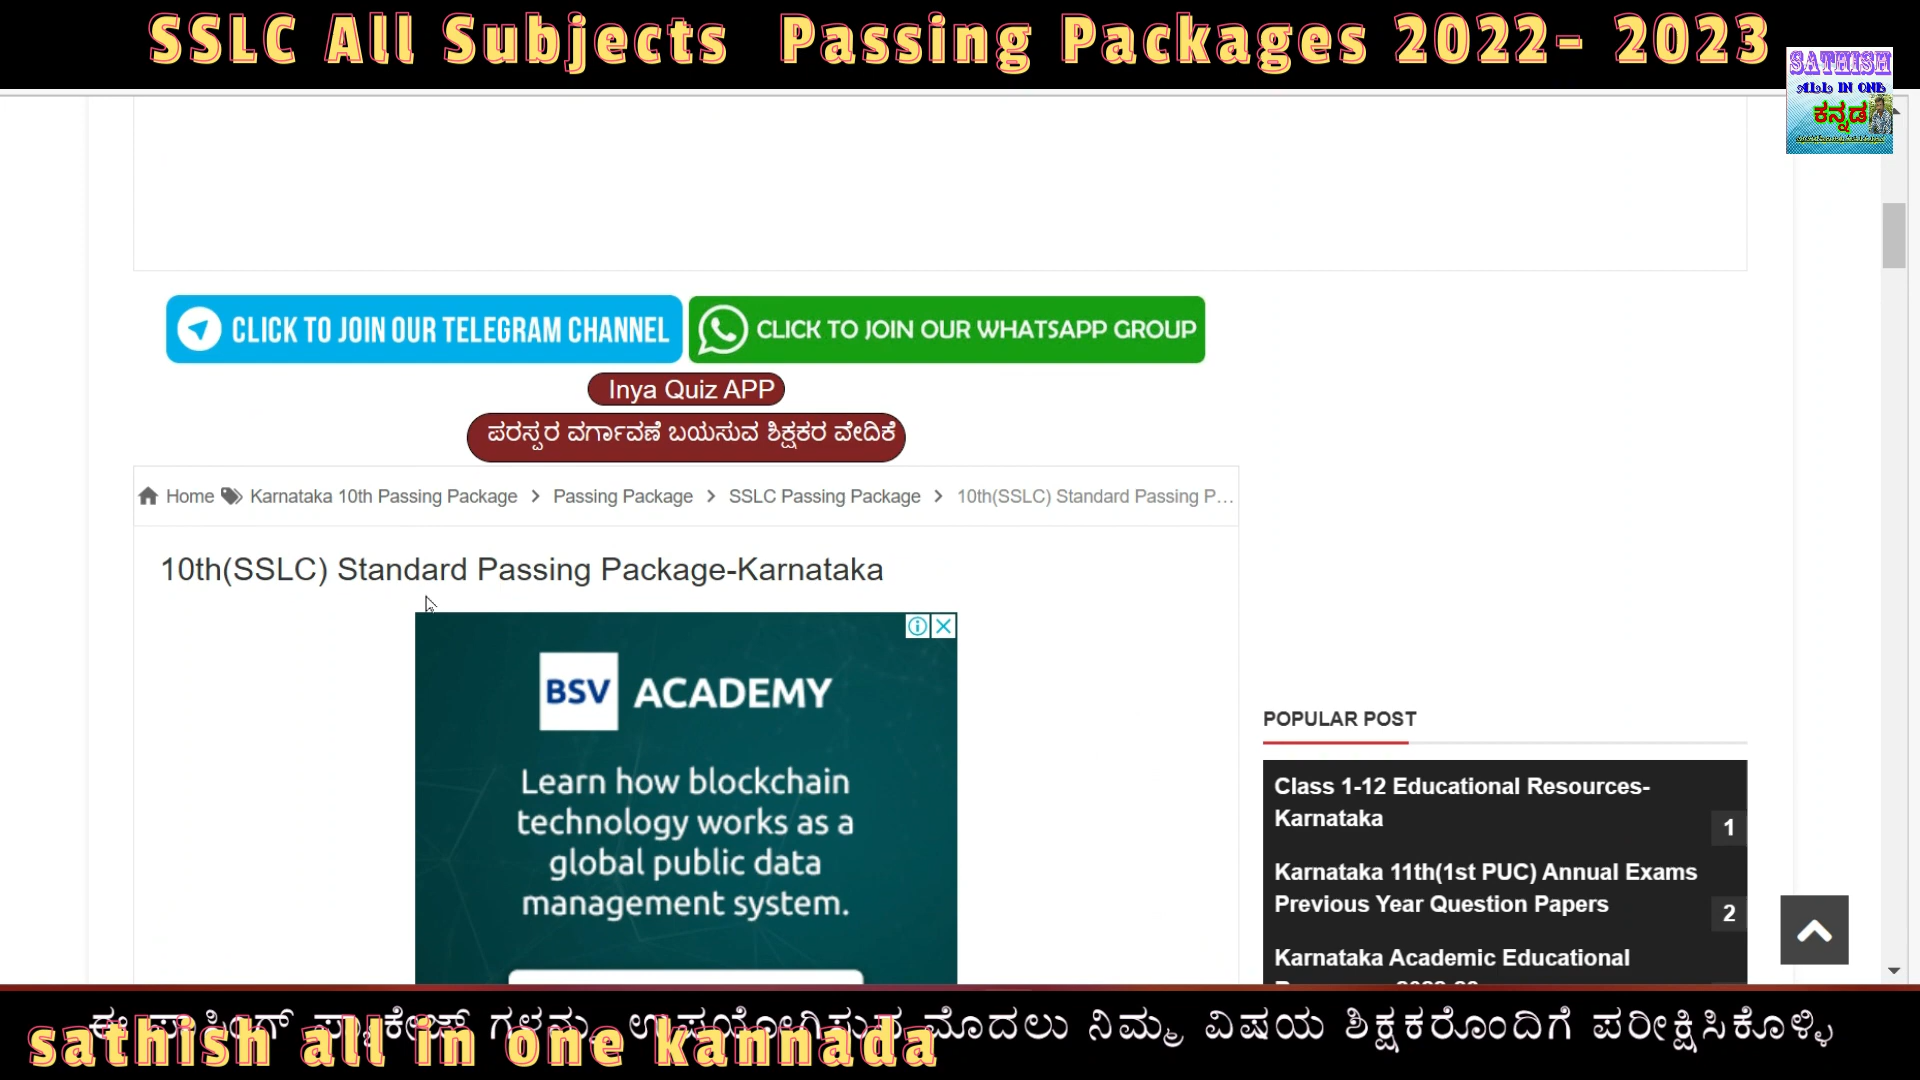 SSLC All Subjects Passing Packages 2022- 2023
SATHISH
ALL IN ONE
ಕನ್ನಡ
CLICK TO JOIN OUR TELEGRAM CHANNEL
CLICK TO JOIN OUR WHATSAPP GROUP
Inya Quiz APP
ಪರಸ್ಪರ ವರ್ಗಾವಣೆ ಬಯಸುವ ಶಿಕ್ಷಕರ ವೇದಿಕೆ
Home Karnataka 10th Passing Package > Passing Package > SSLC Passing Package > 10th(SSLC) Standard Passing P...
10th(SSLC) Standard Passing Package-Karnataka
BSV ACADEMY
Learn how blockchain
technology works as a
global public data
management system.
POPULAR POST
Class 1-12 Educational Resources-
Karnataka
1
Karnataka 11th(1st PUC) Annual Exams
Previous Year Question Papers
2
Karnataka Academic Educational
ಮೊದಲು ನಿಮ್ಮ ವಿಷಯ ಶಿಕ್ಷಕರೊಂದಿಗೆ ಪರೀಕ್ಷಿಸಿಕೊಳ್ಳಿ
sathish all in one kannada